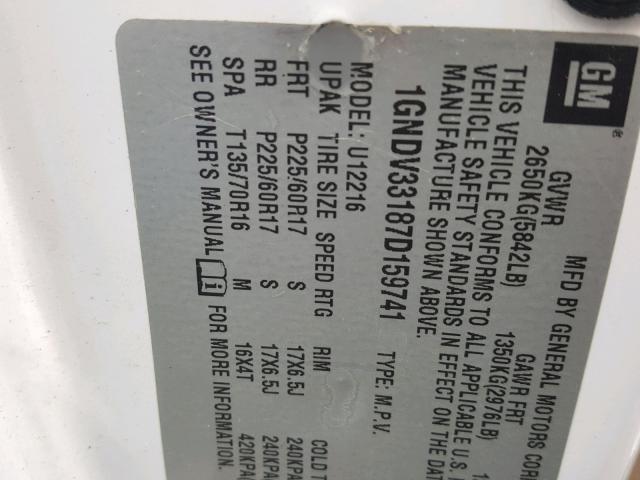 GM
MFD BY GENERAL MOTORS CORP
GVWR GAWR FRT
2650KG(5842LB) 1350KG(2976LB)
THIS VEHICLE CONFORMS TO ALL APPLICABLE U.S.
VEHICLE SAFETY STANDARDS IN EFFECT ON THE DAT
MANUFACTURE SHOWN ABOVE.
1GNDV33187D159741 TYPE: M.P.V.
MODEL: U12216
UPAK TIRE SIZE SPEED RTG RIM COLD T
FRT P225/60R17 S 17X6.5J 240KPA
RR P225/60R17 S 17X6.5J 240KPA
SPA T135/70R16 M 16X4T 420KPA
SEE OWNER'S MANUAL FOR MORE INFORMATION.